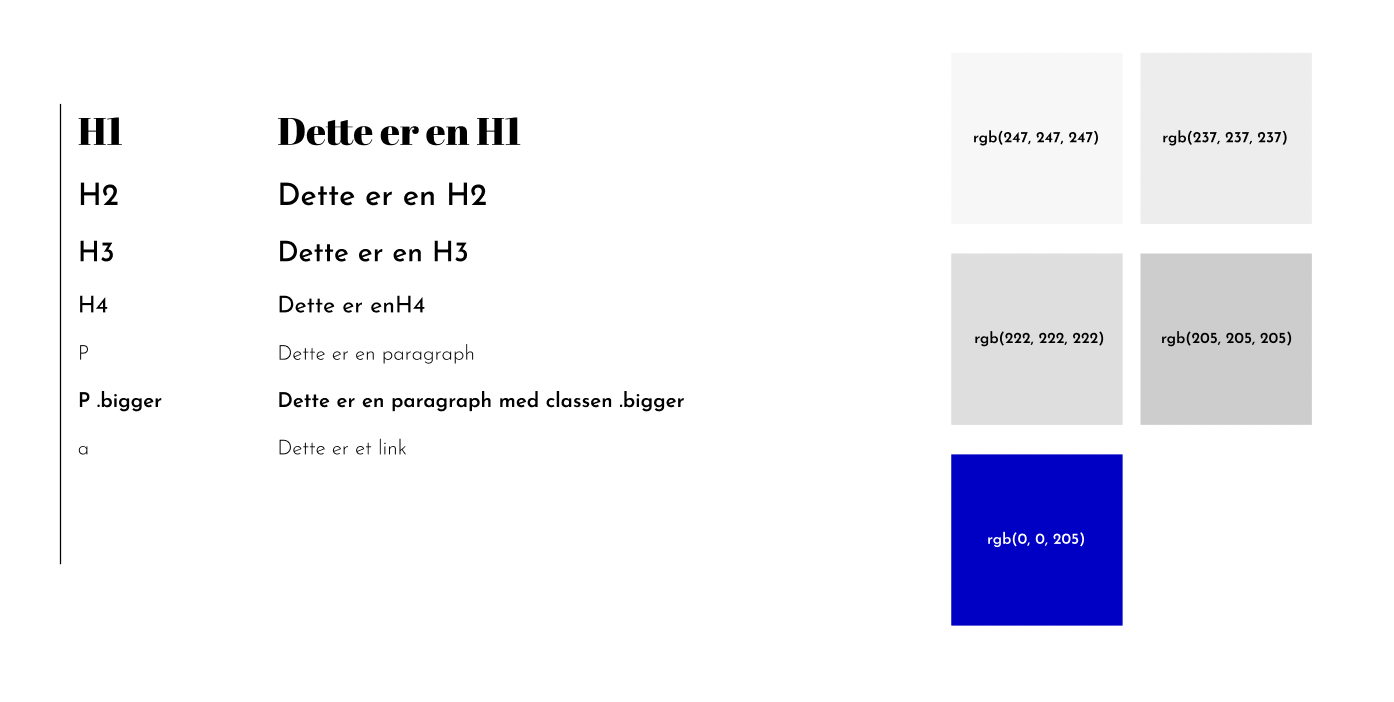 H1 Dette er en H1
H2 Dette er en H2
H3 Dette er en H3
H4 Dette er enH4
P Dette er en paragraph
P .bigger Dette er en paragraph med classen .bigger
a Dette er et link
rgb(247, 247, 247) rgb(237, 237, 237)
rgb(222, 222, 222) rgb(205, 205, 205)
rgb(0, 0, 205)